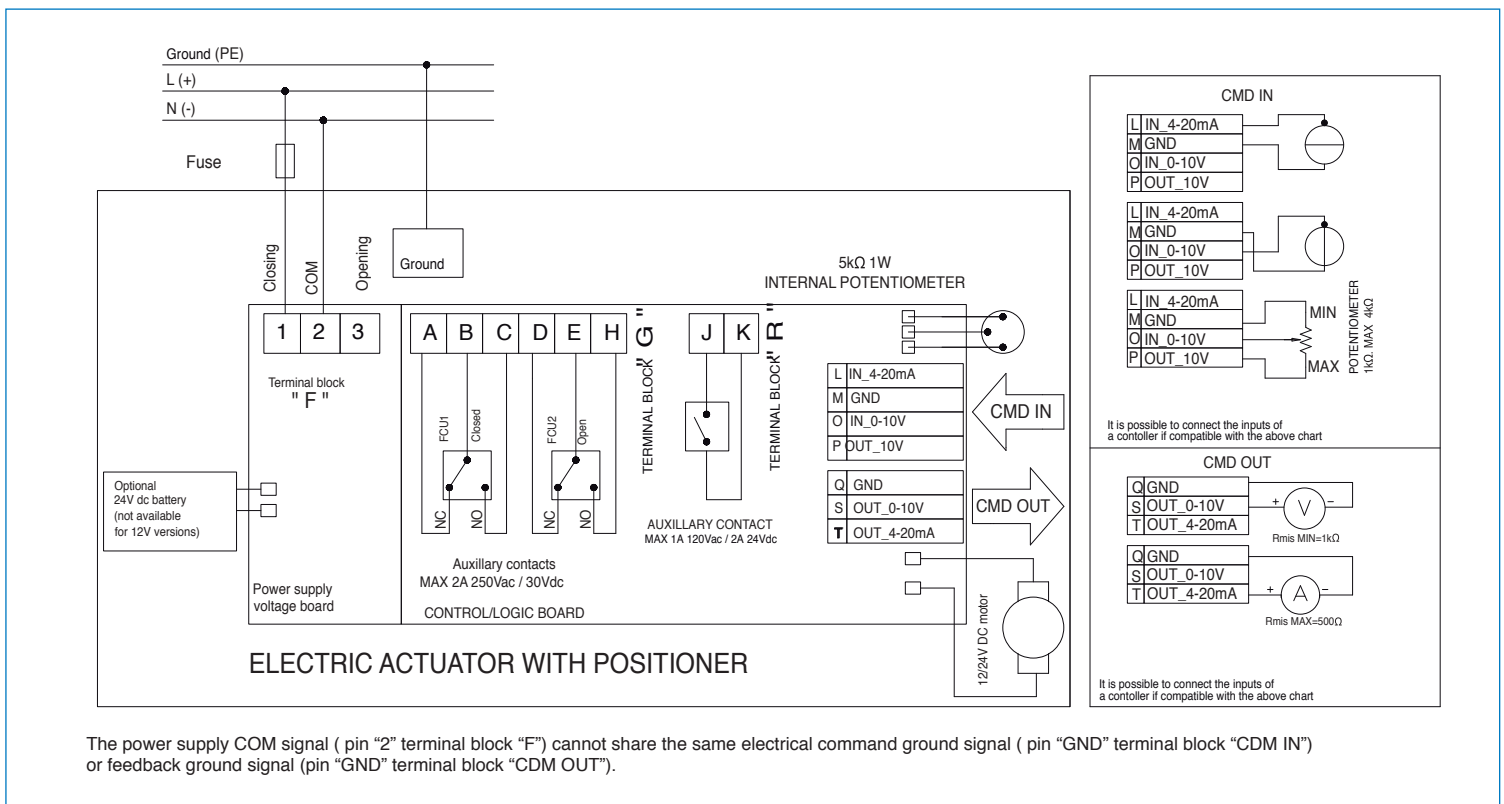 Ground (PE)
L (+)
N (-)
Fuse
Closing
COM
Opening
Ground
1 2 3
Terminal block
" F "
A B C D E H
TERMINAL BLOCK " G "
J K
TERMINAL BLOCK " R "
5kΩ 1W
INTERNAL POTENTIOMETER
FCU1
Closed
NC
NO
FCU2
Open
NC
NO
L IN_4-20mA
M GND
O IN_0-10V
P OUT_10V
CMD IN
Q GND
S OUT_0-10V
T OUT_4-20mA
CMD OUT
Optional
24V dc battery
(not available
for 12V versions)
Auxillary contacts
MAX 2A 250Vac / 30Vdc
AUXILLARY CONTACT
MAX 1A 120Vac / 2A 24Vdc
Power supply
voltage board
CONTROL/LOGIC BOARD
12/24V DC motor
ELECTRIC ACTUATOR WITH POSITIONER
CMD IN
L IN_4-20mA
M GND
O IN_0-10V
P OUT_10V
L IN_4-20mA
M GND
O IN_0-10V
P OUT_10V
L IN_4-20mA
M GND
O IN_0-10V
P OUT_10V
MIN
MAX
POTENTIOMETER
1kΩ. MAX 4kΩ
It is possible to connect the inputs of
a contoller if compatible with the above chart
CMD OUT
Q GND
S OUT_0-10V
T OUT_4-20mA
+ V −
Rmis MIN=1kΩ
Q GND
S OUT_0-10V
T OUT_4-20mA
+ A −
Rmis MAX=500Ω
It is possible to connect the inputs of
a contoller if compatible with the above chart
The power supply COM signal ( pin “2” terminal block “F”) cannot share the same electrical command ground signal ( pin “GND” terminal block “CDM IN”)
or feedback ground signal (pin “GND” terminal block “CDM OUT”).